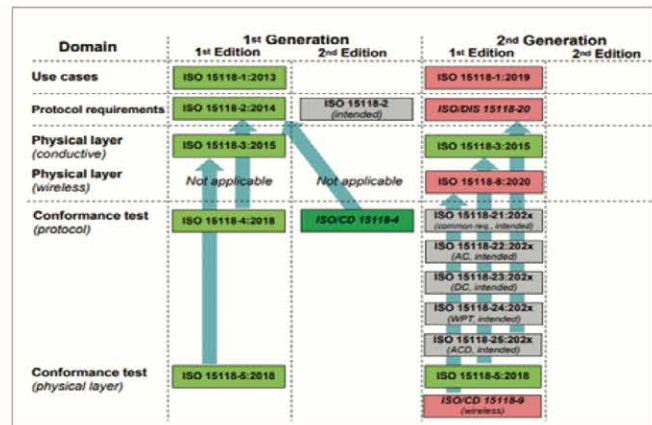 1st Generation 2nd Generation
Domain 1st Edition 2nd Edition 1st Edition 2nd Edition
Use cases ISO 15118-1:2013 ISO 15118-1:2019
Protocol requirements ISO 15118-2:2014 ISO 15118-2 ISO/DIS 15118-20
(intended)
Physical layer ISO 15118-3:2015 ISO 15118-3:2015
(conductive)
Physical layer Not applicable Not applicable ISO 15118-8:2020
(wireless)
Conformance test ISO 15118-4:2018 ISO/CD 15118-4 ISO 15118-21:202x
(protocol) (common req., intended)
ISO 15118-22:202x
(AC, intended)
ISO 15118-23:202x
(DC, intended)
ISO 15118-24:202x
(WPT, intended)
ISO 15118-25:202x
(ACD, intended)
Conformance test ISO 15118-5:2018 ISO 15118-5:2018
(physical layer) ISO/CD 15118-9
(wireless)